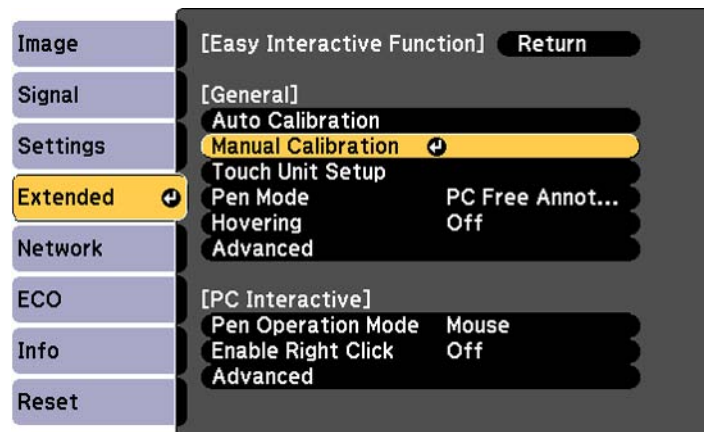 Image
Signal
Settings
Extended
Network
ECO
Info
Reset
[Easy Interactive Function] Return
[General]
Auto Calibration
Manual Calibration
Touch Unit Setup
Pen Mode PC Free Annot...
Hovering Off
Advanced
[PC Interactive]
Pen Operation Mode Mouse
Enable Right Click Off
Advanced